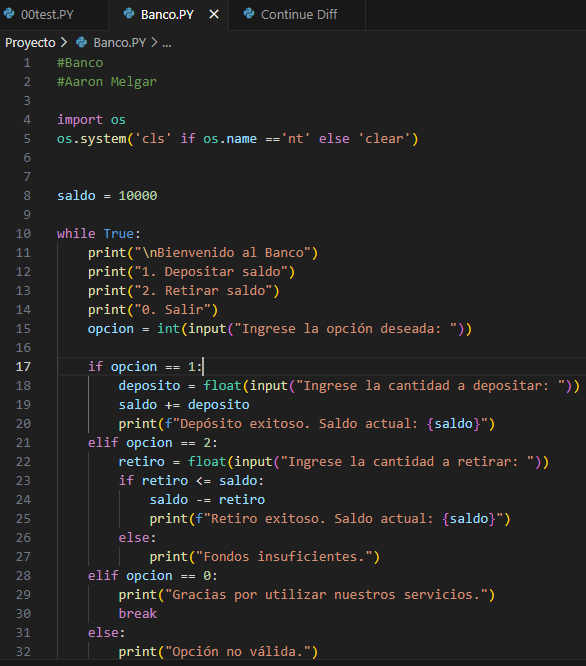 00test.PY Banco.PY × Continue Diff
Proyecto > Banco.PY > ...
1 #Banco
2 #Aaron Melgar
3
4 import os
5 os.system('cls' if os.name =='nt' else 'clear')
6
7
8 saldo = 10000
9
10 while True:
11     print("\nBienvenido al Banco")
12     print("1. Depositar saldo")
13     print("2. Retirar saldo")
14     print("0. Salir")
15     opcion = int(input("Ingrese la opción deseada: "))
16
17     if opcion == 1:
18         deposito = float(input("Ingrese la cantidad a depositar: "))
19         saldo += deposito
20         print(f"Depósito exitoso. Saldo actual: {saldo}")
21     elif opcion == 2:
22         retiro = float(input("Ingrese la cantidad a retirar: "))
23         if retiro <= saldo:
24             saldo -= retiro
25             print(f"Retiro exitoso. Saldo actual: {saldo}")
26         else:
27             print("Fondos insuficientes.")
28     elif opcion == 0:
29         print("Gracias por utilizar nuestros servicios.")
30         break
31     else:
32         print("Opción no válida.")